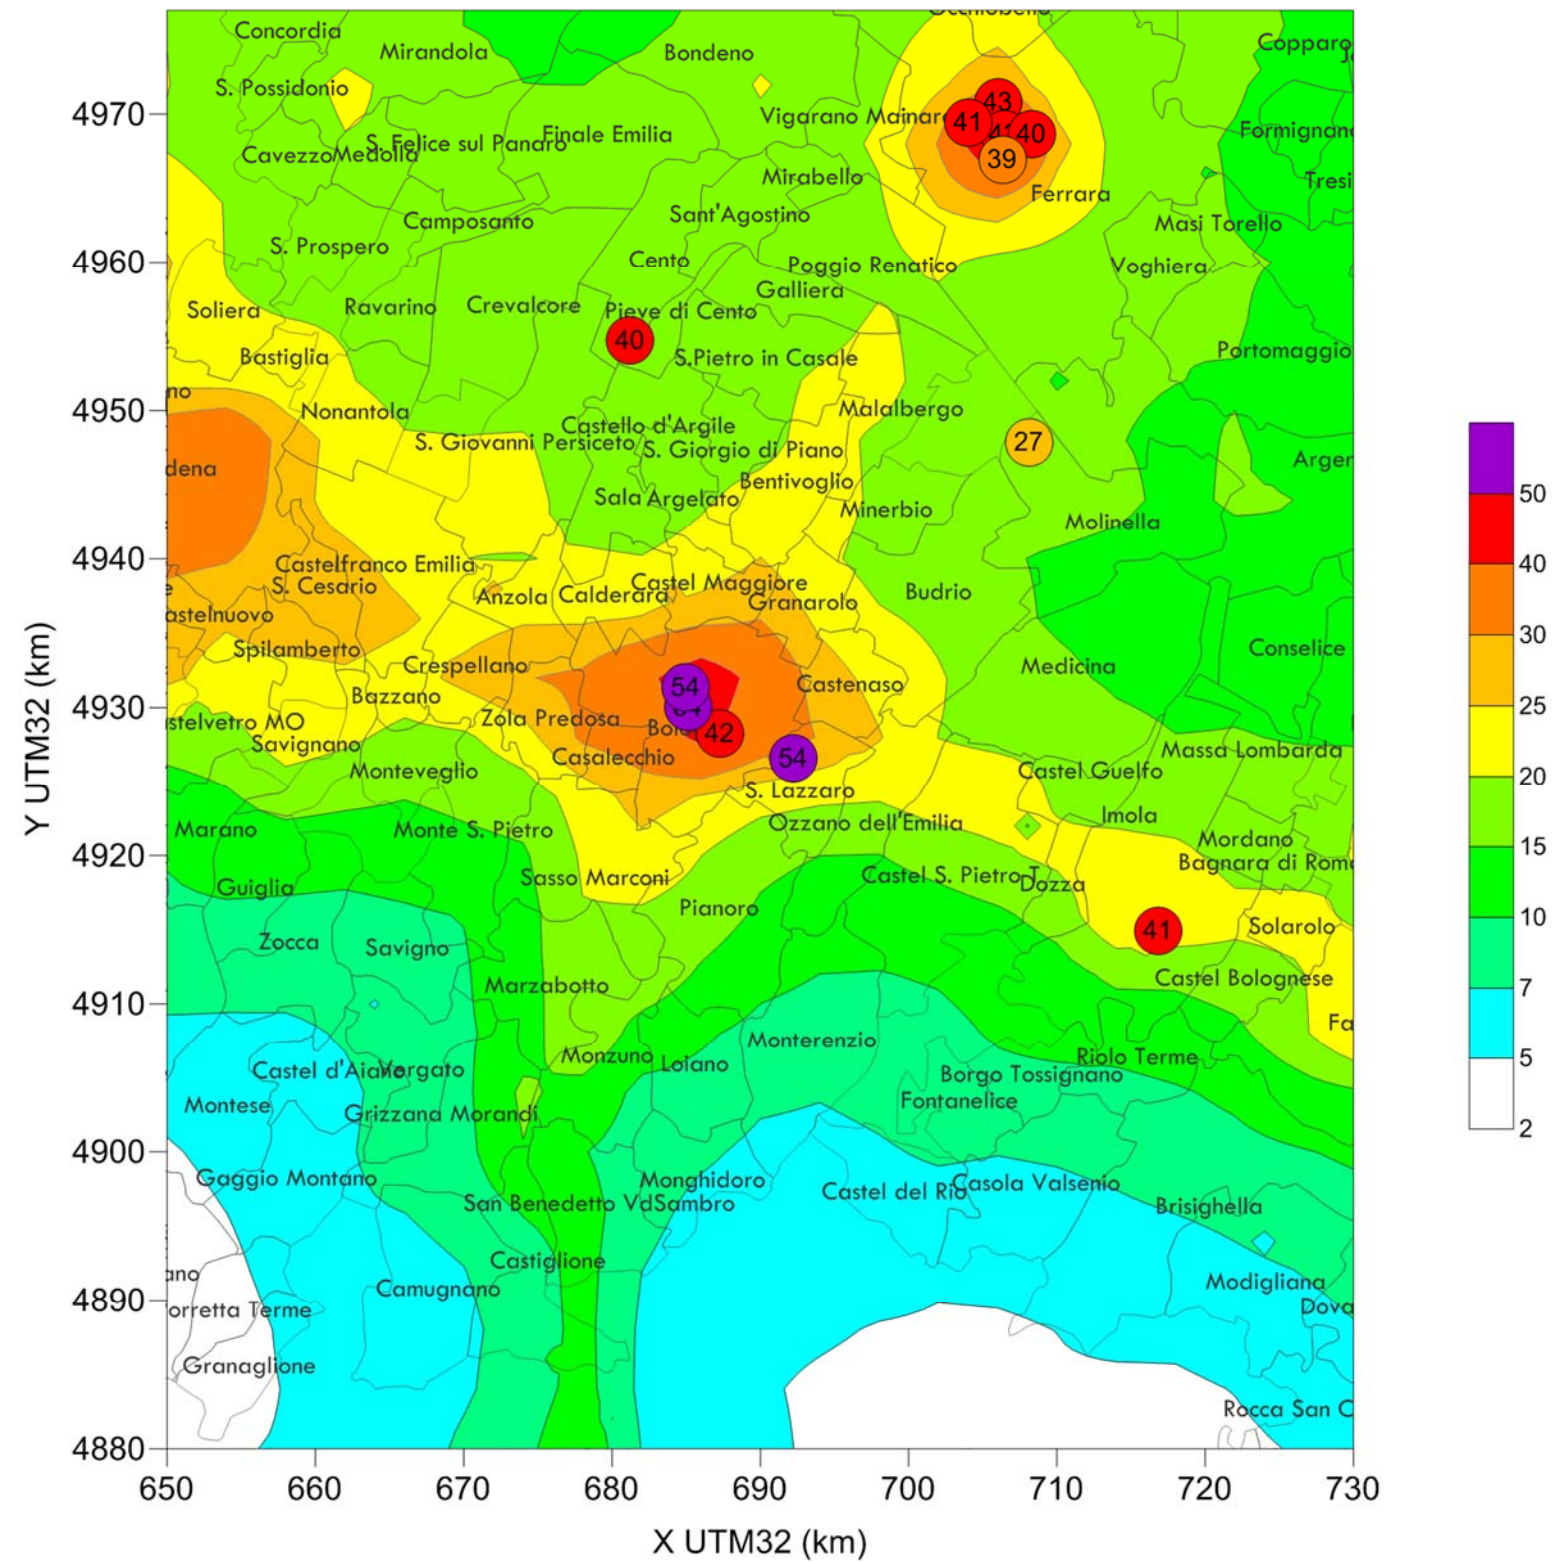 Occhiobello
Concordia
Mirandola
Bondeno
Copparo
S. Possidonio
4970
43
41
40
39
Vigarano Mainar
Formignan
S. Felice sul Panaro
Finale Emilia
Cavezzo
Medolla
Mirabello
Tresi
Ferrara
Camposanto
Sant'Agostino
Masi Torello
S. Prospero
4960
Cento
Poggio Renatico
Voghiera
Galliera
Soliera
Ravarino
Crevalcore
Pieve di Cento
40
Bastiglia
S.Pietro in Casale
Portomaggio
no
4950
Nonantola
Malalbergo
Castello d'Argile
S. Giovanni Persiceto
S. Giorgio di Piano
27
dena
Argen
Bentivoglio
Sala
Argelato
Minerbio
Molinella
4940
Castelfranco Emilia
S. Cesario
Castel Maggiore
Anzola
Calderara
Granarolo
Budrio
astelnuovo
Spilamberto
Conselice
Crespellano
Medicina
54
Castenaso
Bazzano
4930
stelvetro MO
Zola Predosa
Bolo
42
Savignano
Casalecchio
54
Massa Lombarda
Monteveglio
Castel Guelfo
S. Lazzaro
Marano
Monte S. Pietro
Ozzano dell'Emilia
Imola
Mordano
4920
Bagnara di Roma
Guiglia
Sasso Marconi
Castel S. Pietro T
Dozza
Pianoro
41
Solarolo
Zocca
Savigno
Marzabotto
Castel Bolognese
4910
Fa
Monterenzio
Monzuno
Loiano
Riolo Terme
Castel d'Aiano
Vergato
Borgo Tossignano
Montese
Grizzana Morandi
Fontanelice
4900
Gaggio Montano
Monghidoro
Castel del Rio
Casola Valsenio
San Benedetto VdSambro
Brisighella
Castiglione
ano
Camugnano
Modigliana
4890
orretta Terme
Dova
Granaglione
Rocca San C
4880
650
660
670
680
690
700
710
720
730
X UTM32 (km)
Y UTM32 (km)
50
40
30
25
20
15
10
7
5
2